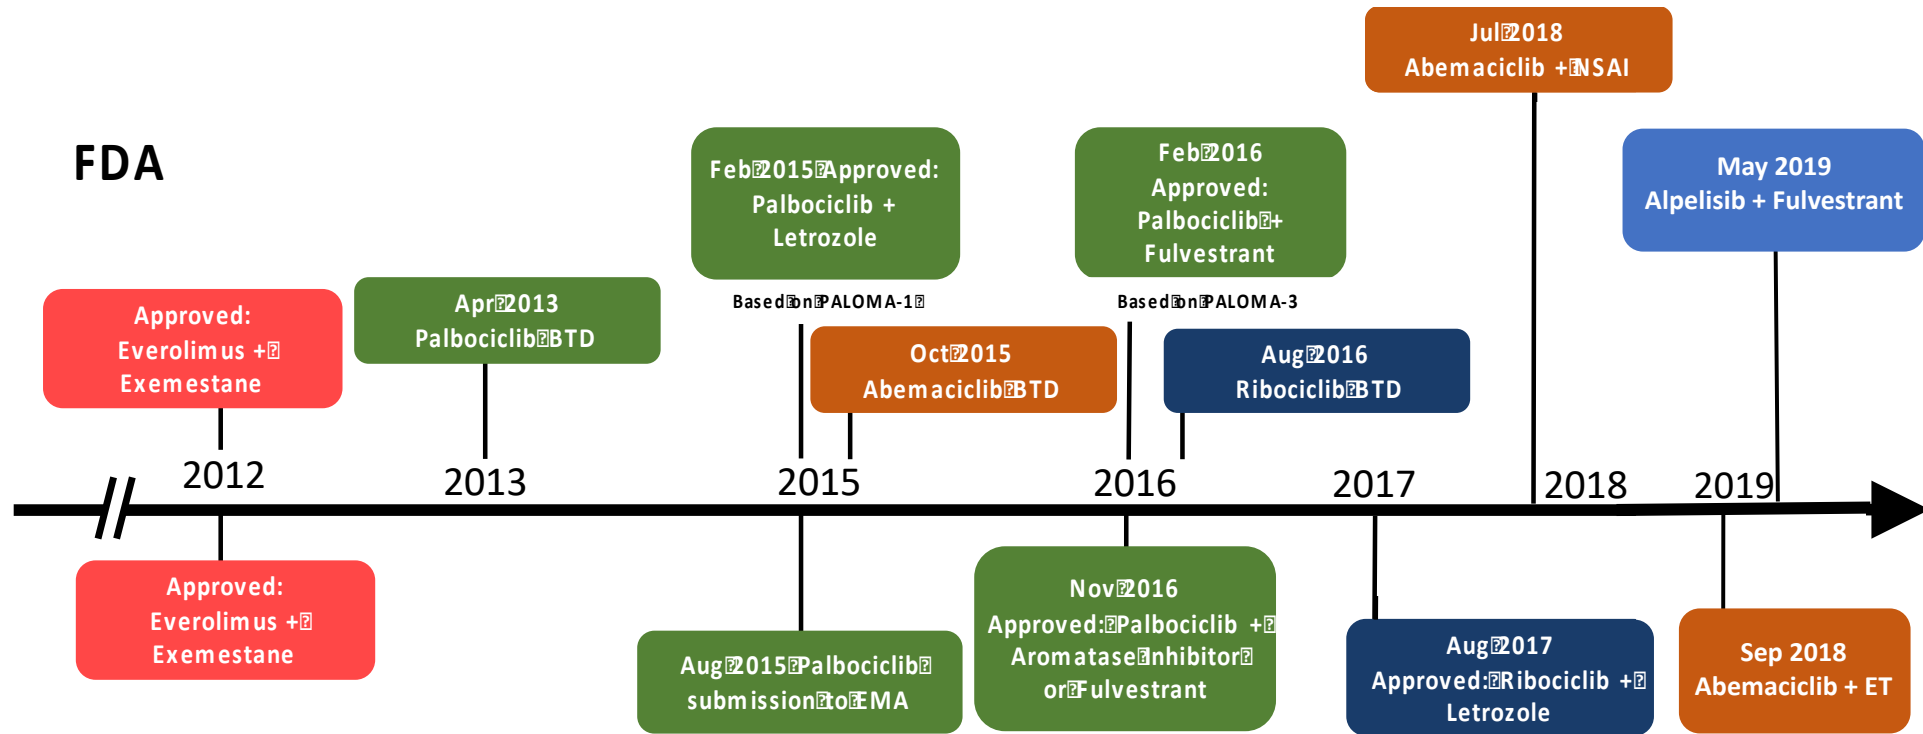 Jul 2018
Abemaciclib + NSAI
FDA
Feb 2015 Approved:
Palbociclib +
Letrozole
Feb 2016
Approved:
Palbociclib +
Fulvestrant
May 2019
Alpelisib + Fulvestrant
Based on PALOMA-1
Based on PALOMA-3
Approved:
Everolimus +
Exemestane
Apr 2013
Palbociclib BTD
Oct 2015
Abemaciclib BTD
Aug 2016
Ribociclib BTD
2012
2013
2015
2016
2017
2018
2019
Approved:
Everolimus +
Exemestane
Aug 2015 Palbociclib
submission to EMA
Nov 2016
Approved: Palbociclib +
Aromatase Inhibitor
or Fulvestrant
Aug 2017
Approved: Ribociclib +
Letrozole
Sep 2018
Abemaciclib + ET